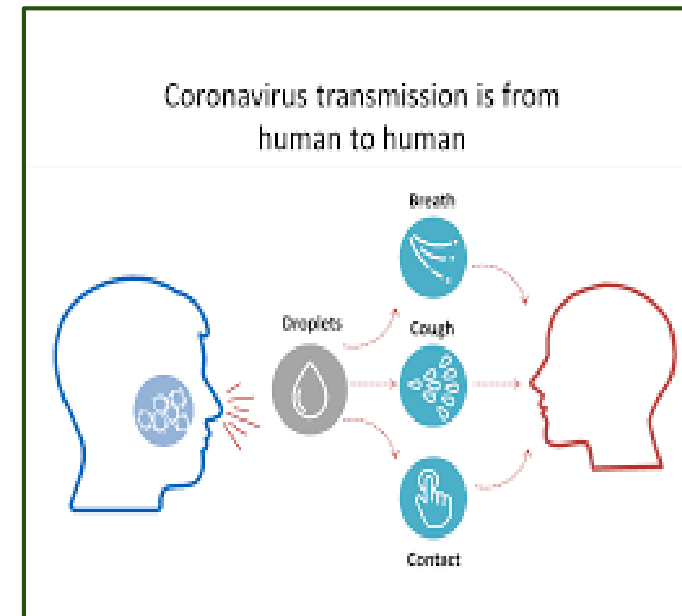 Coronavirus transmission is from
human to human
Breath
Droplets
Cough
Contact